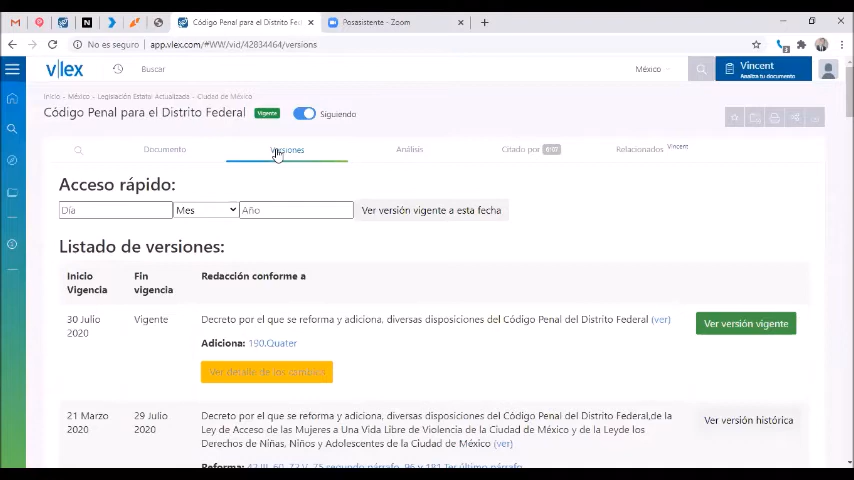 Código Penal para el Distrito Fed
Posasistente - Zoom
No es seguro
app.vlex.com/#WW/vid/42834464/versions
vlex
Buscar
México
Vincent
Analiza tu documento
Inicio - México - Legislación Estatal Actualizada - Ciudad de México
Código Penal para el Distrito Federal
Vigente
Siguiendo
Documento
Versiones
Análisis
Citado por
Relacionados
Vincent
Acceso rápido:
Día
Mes
Año
Ver versión vigente a esta fecha
Listado de versiones:
Inicio
Vigencia
Fin
vigencia
Redacción conforme a
30 Julio
2020
Vigente
Decreto por el que se reforma y adiciona, diversas disposiciones del Código Penal del Distrito Federal (ver)
Adiciona: 190.Quater
Ver detalle de los cambios
Ver versión vigente
21 Marzo
2020
29 Julio
2020
Decreto por el que se reforma y adiciona, diversas disposiciones del Código Penal del Distrito Federal,de la
Ley de Acceso de las Mujeres a Una Vida Libre de Violencia de la Ciudad de México y de la Leyde los
Derechos de Niñas, Niños y Adolescentes de la Ciudad de México (ver)
Ver versión histórica